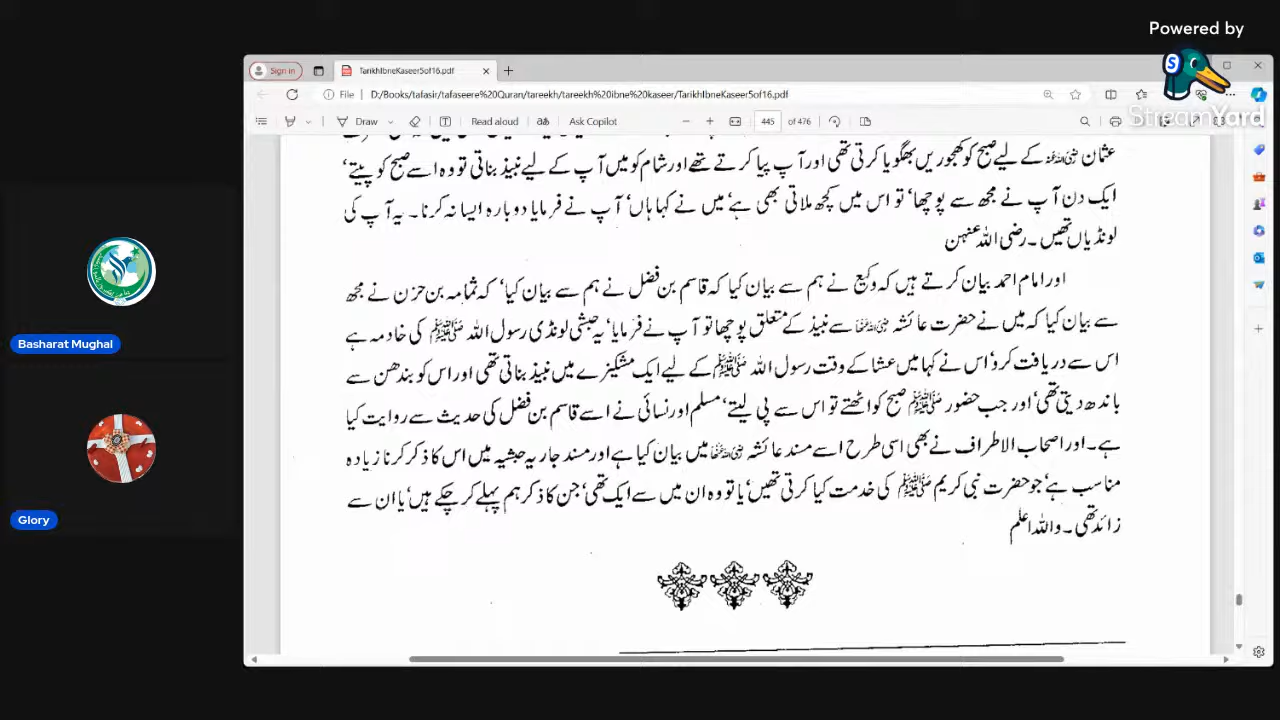 Powered by
StreamYard
Sign in
TarikhIbneKaseer5of16.pdf
File
D:/Books/tafasir/tafaseere%20Quran/tareekh/tareekh%20ibne%20kaseer/TarikhIbneKaseer5of16.pdf
Draw
Read aloud
Ask Copilot
445 of 476
عثمان رضی اللہ عنہ کے لیے صبح کو کھجوریں بھگویا کرتی تھی اور آپ پیا کرتے تھے اور شام کو میں آپ کے لیے نبیذ بناتی تو وہ اسے صبح کو پیتے‘
ایک دن آپ نے مجھ سے پوچھا‘ تو اس میں کچھ ملاتی بھی ہے‘ میں نے کہا ہاں‘ آپ نے فرمایا دوبارہ ایسا نہ کرنا۔ یہ آپ کی
لونڈیاں تھیں۔ رضی اللہ عنہن
اور امام احمد بیان کرتے ہیں کہ وکیع نے ہم سے بیان کیا کہ قاسم بن فضل نے ہم سے بیان کیا‘ کہ ثمامہ بن حزن نے مجھ
سے بیان کیا کہ میں نے حضرت عائشہ رضی اللہ عنہا سے نبیذ کے متعلق پوچھا تو آپ نے فرمایا‘ یہ حبشی لونڈی رسول اللہ ﷺ کی خادمہ ہے
اس سے دریافت کرو‘ اس نے کہا میں عشا کے وقت رسول اللہ ﷺ کے لیے ایک مشکیزے میں نبیذ بناتی تھی اور اس کو بندھن سے
باندھ دیتی تھی‘ اور جب حضور ﷺ صبح کو اٹھتے تو اس سے پی لیتے‘ مسلم اور نسائی نے اسے قاسم بن فضل کی حدیث سے روایت کیا
ہے۔ اور اصحاب الاطراف نے بھی اسی طرح اسے مسند عائشہ رضی اللہ عنہا میں بیان کیا ہے اور مسند جاریہ حبشیہ میں اس کا ذکر کرنا زیادہ
مناسب ہے‘ جو حضرت نبی کریم ﷺ کی خدمت کیا کرتی تھیں‘ یا تو وہ ان میں سے ایک تھی‘ جن کا ذکر ہم پہلے کر چکے ہیں‘ یا ان سے
زائد تھی۔ واللہ اعلم
Basharat Mughal
Glory